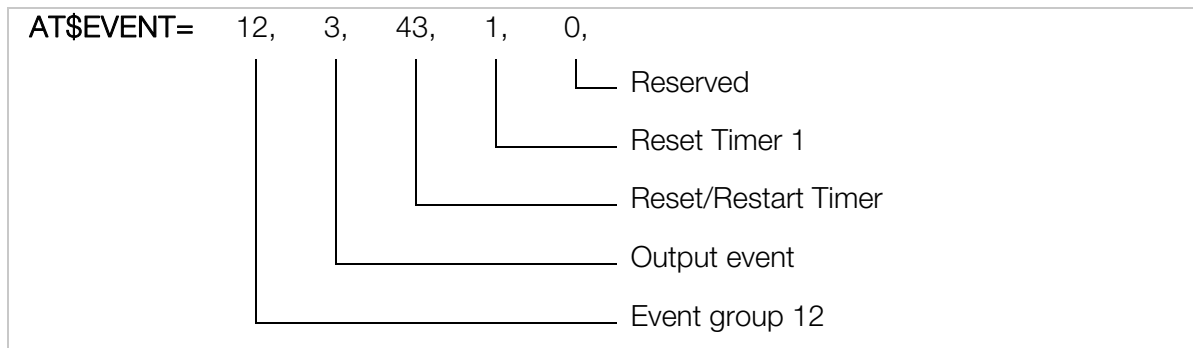 AT$EVENT= 12, 3, 43, 1, 0,
Reserved
Reset Timer 1
Reset/Restart Timer
Output event
Event group 12